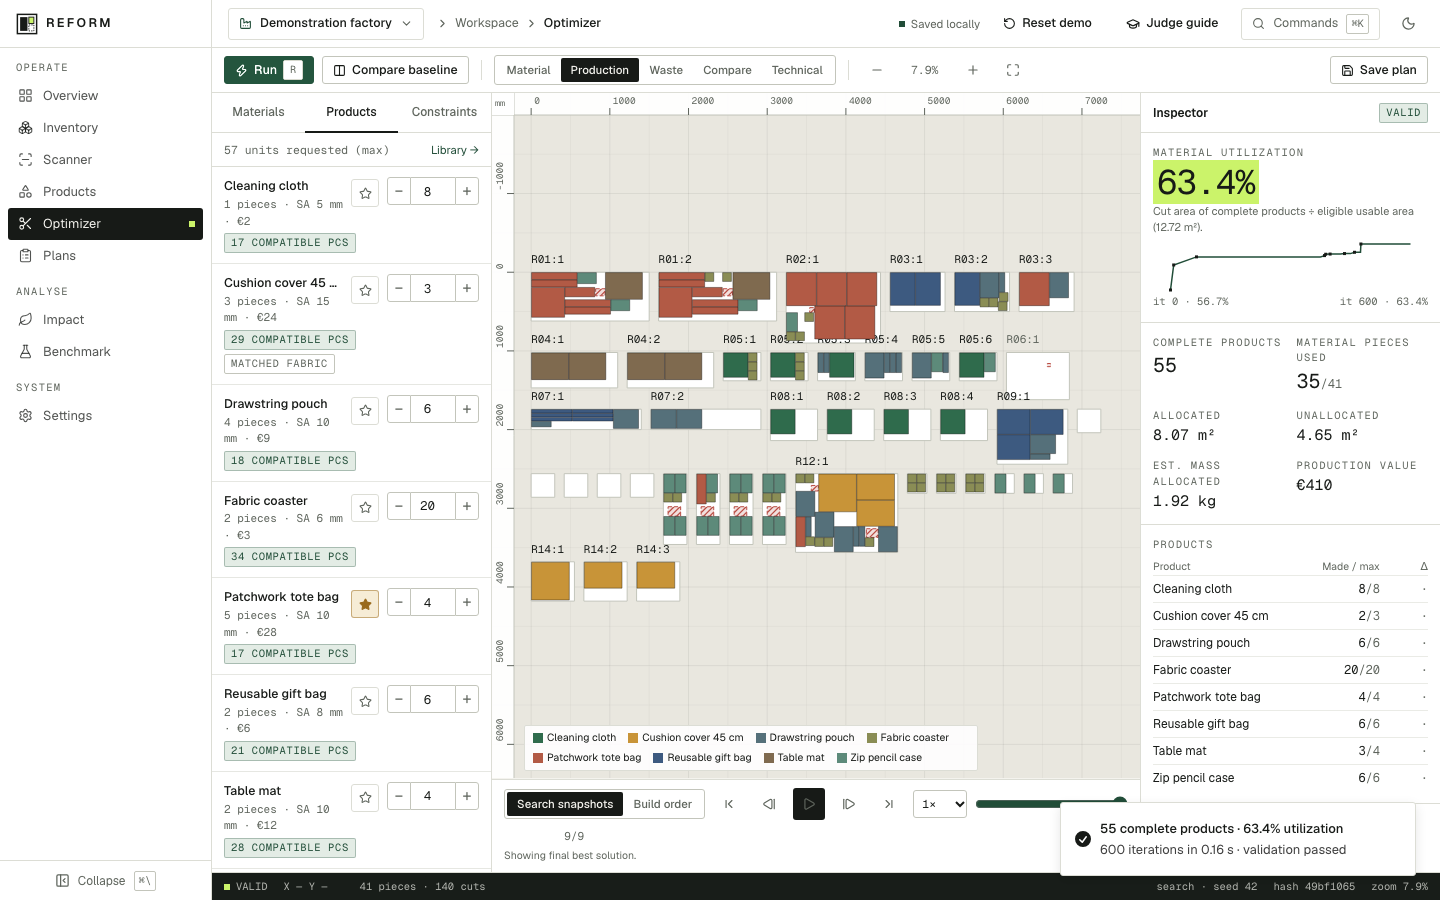 REFORM
Demonstration factory
Workspace
Optimizer
Saved locally
Reset demo
Judge guide
Commands
⌘K
OPERATE
Overview
Inventory
Scanner
Products
Optimizer
Plans
ANALYSE
Impact
Benchmark
SYSTEM
Settings
Collapse
⌘\
Run R
Compare baseline
Material
Production
Waste
Compare
Technical
7.9%
Save plan
Materials
Products
Constraints
57 units requested (max)
Library →
Cleaning cloth
1 pieces · SA 5 mm
· €2
8
17 COMPATIBLE PCS
Cushion cover 45 …
3 pieces · SA 15
mm · €24
3
29 COMPATIBLE PCS
MATCHED FABRIC
Drawstring pouch
4 pieces · SA 10
mm · €9
6
18 COMPATIBLE PCS
Fabric coaster
2 pieces · SA 6 mm
· €3
20
34 COMPATIBLE PCS
Patchwork tote bag
5 pieces · SA 10
mm · €28
4
17 COMPATIBLE PCS
Reusable gift bag
2 pieces · SA 8 mm
· €6
6
21 COMPATIBLE PCS
Table mat
2 pieces · SA 10
mm · €12
4
28 COMPATIBLE PCS
mm
0 1000 2000 3000 4000 5000 6000 7000
-1000
0
1000
2000
3000
4000
5000
6000
R01:1 R01:2 R02:1 R03:1 R03:2 R03:3
R04:1 R04:2 R05:1 R05:2 R05:3 R05:4 R05:5 R05:6 R06:1
R07:1 R07:2 R08:1 R08:2 R08:3 R08:4 R09:1
R12:1
R14:1 R14:2 R14:3
Cleaning cloth Cushion cover 45 cm Drawstring pouch Fabric coaster
Patchwork tote bag Reusable gift bag Table mat Zip pencil case
Search snapshots
Build order
1×
9/9
Showing final best solution.
Inspector
VALID
MATERIAL UTILIZATION
63.4%
Cut area of complete products ÷ eligible usable area
(12.72 m²).
it 0 · 56.7%
it 600 · 63.4%
COMPLETE PRODUCTS
55
MATERIAL PIECES
USED
35/41
ALLOCATED
8.07 m²
UNALLOCATED
4.65 m²
EST. MASS
ALLOCATED
1.92 kg
PRODUCTION VALUE
€410
PRODUCTS
Product Made / max Δ
Cleaning cloth 8/8 ·
Cushion cover 45 cm 2/3 ·
Drawstring pouch 6/6 ·
Fabric coaster 20/20 ·
Patchwork tote bag 4/4 ·
Reusable gift bag 6/6 ·
Table mat 3/4 ·
Zip pencil case 6/6 ·
55 complete products · 63.4% utilization
600 iterations in 0.16 s · validation passed
VALID X — Y — 41 pieces · 140 cuts
search · seed 42 hash 49bf1065 zoom 7.9%